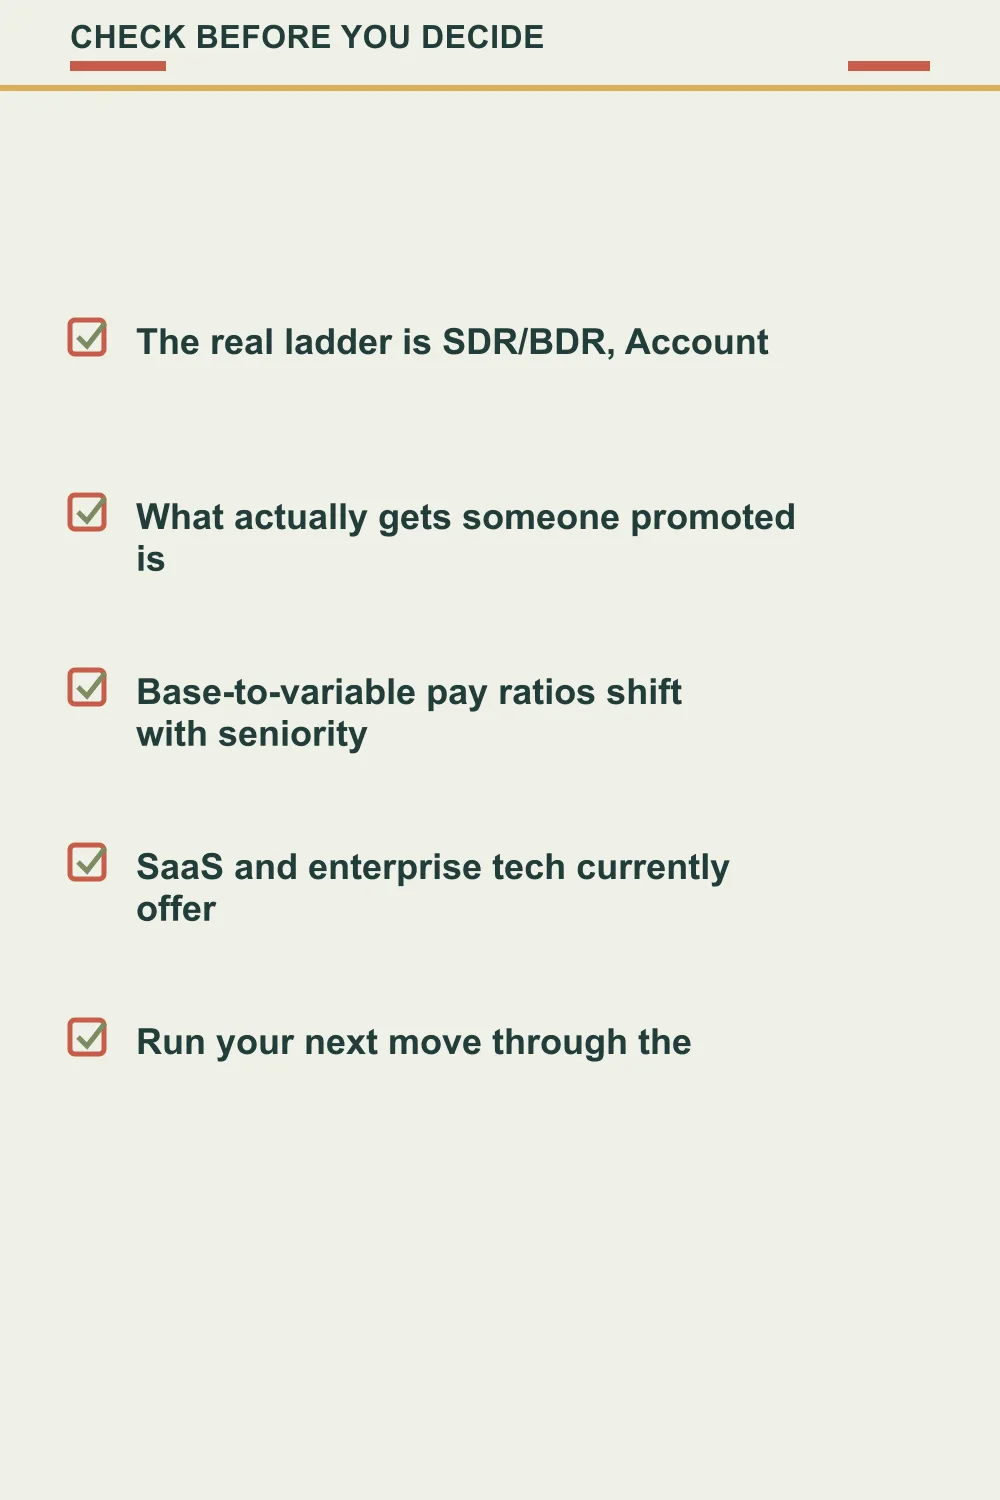 CHECK BEFORE YOU DECIDE
The real ladder is SDR/BDR, Account
What actually gets someone promoted
is
Base-to-variable pay ratios shift
with seniority
SaaS and enterprise tech currently
offer
Run your next move through the